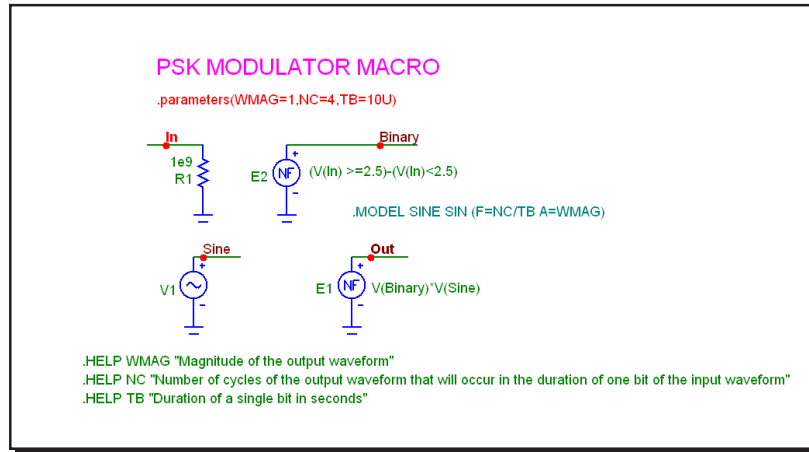 PSK MODULATOR MACRO
.parameters(WMAG=1,NC=4,TB=10U)
In
Binary
1e9
R1
E2
NF
(V(In) >=2.5)-(V(In)<2.5)
.MODEL SINE SIN (F=NC/TB A=WMAG)
Sine
Out
V1
E1
NF
V(Binary)*V(Sine)
.HELP WMAG "Magnitude of the output waveform"
.HELP NC "Number of cycles of the output waveform that will occur in the duration of one bit of the input waveform"
.HELP TB "Duration of a single bit in seconds"